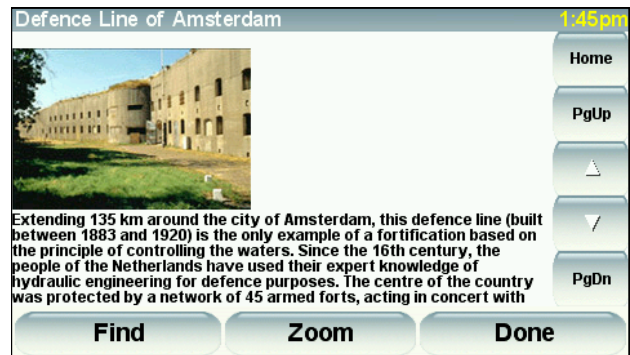 Defence Line of Amsterdam
1:45pm
Home
PgUp
PgDn
Extending 135 km around the city of Amsterdam, this defence line (built
between 1883 and 1920) is the only example of a fortification based on
the principle of controlling the waters. Since the 16th century, the
people of the Netherlands have used their expert knowledge of
hydraulic engineering for defence purposes. The centre of the country
was protected by a network of 45 armed forts, acting in concert with
Find
Zoom
Done